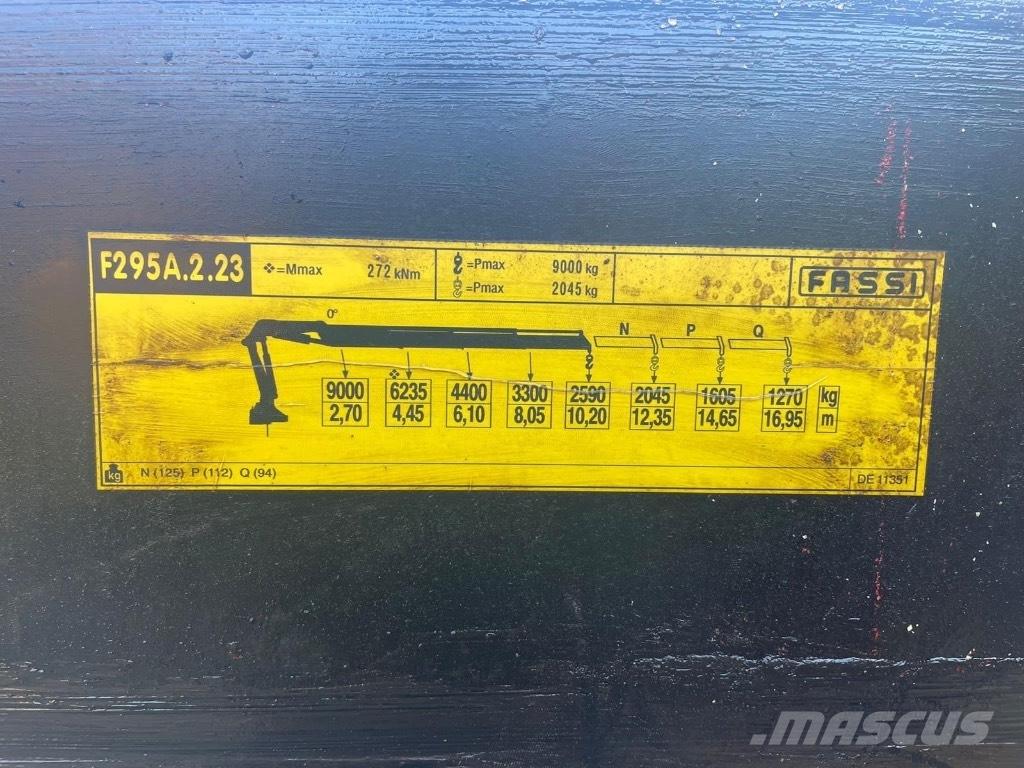 F295A.2.23 ❖=Mmax 272 kNm =Pmax 9000 kg FASSI
=Pmax 2045 kg
0°
N P Q
❖
9000 6235 4400 3300 2590 2045 1605 1270 kg
2,70 4,45 6,10 8,05 10,20 12,35 14,65 16,95 m
kg N (125) P (112) Q (94) DE 11351
MASCUS